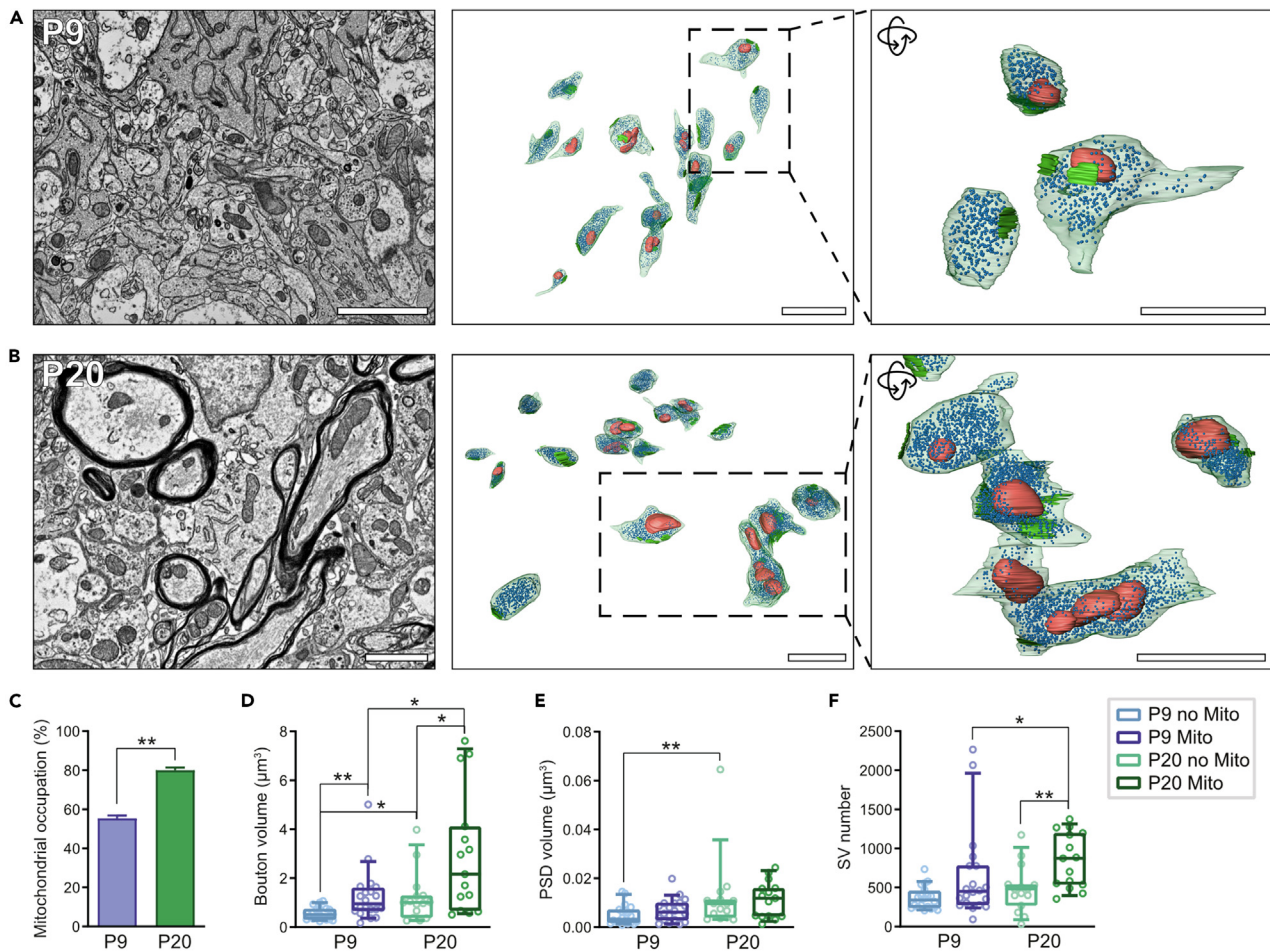 A
P9
B
P20
C
Mitochondrial occupation (%)
100
80
60
40
20
0
**
P9
P20
D
Bouton volume (μm³)
8
6
4
2
0
*
*
**
*
P9
P20
E
PSD volume (μm³)
0.08
0.06
0.04
0.02
0.00
**
P9
P20
F
SV number
2500
2000
1500
1000
500
0
*
**
P9
P20
P9 no Mito
P9 Mito
P20 no Mito
P20 Mito